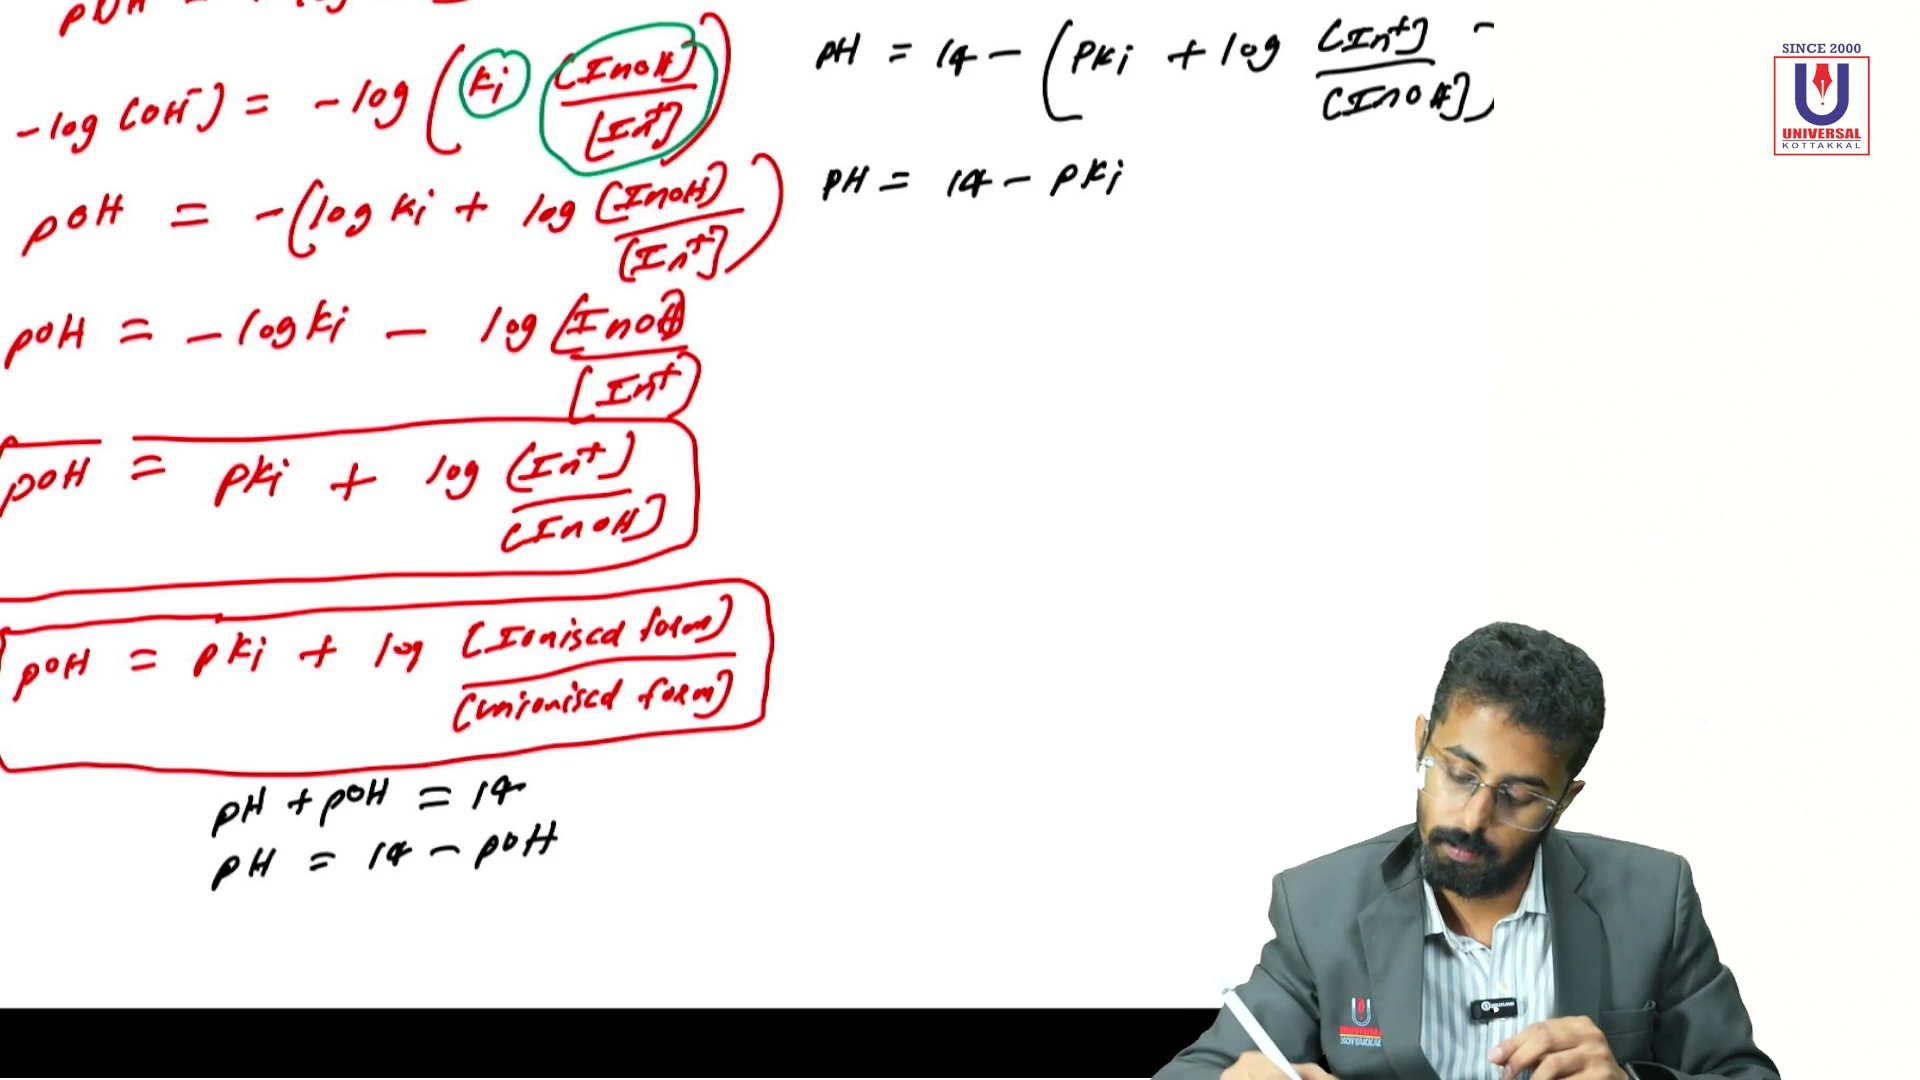 -log [OH⁻] = -log (Ki [InOH]/[In⁺])
pOH = -(log Ki + log [InOH]/[In⁺])
pOH = -log Ki - log [InOH]/[In⁺]
pOH = pKi + log [In⁺]/[InOH]
pOH = pKi + log [Ionised form]/[unionised form]
pH + pOH = 14
pH = 14 - pOH
pH = 14 - (pKi + log [In⁺]/[InOH])
pH = 14 - pKi
SINCE 2000
U
UNIVERSAL
KOTTAKKAL
UNIVERSAL
KOTTAKKAL